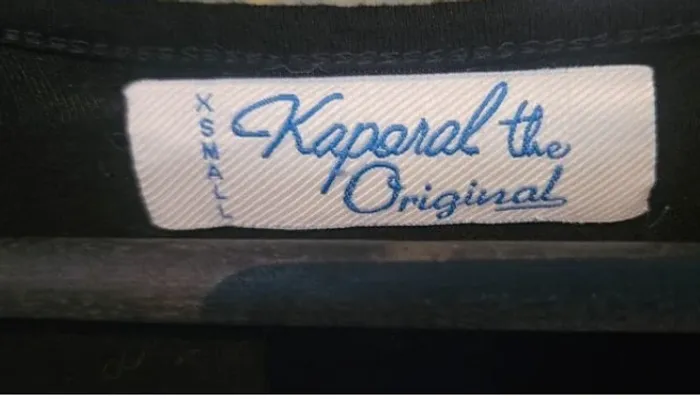 XSMALL
Kaporal the
Original